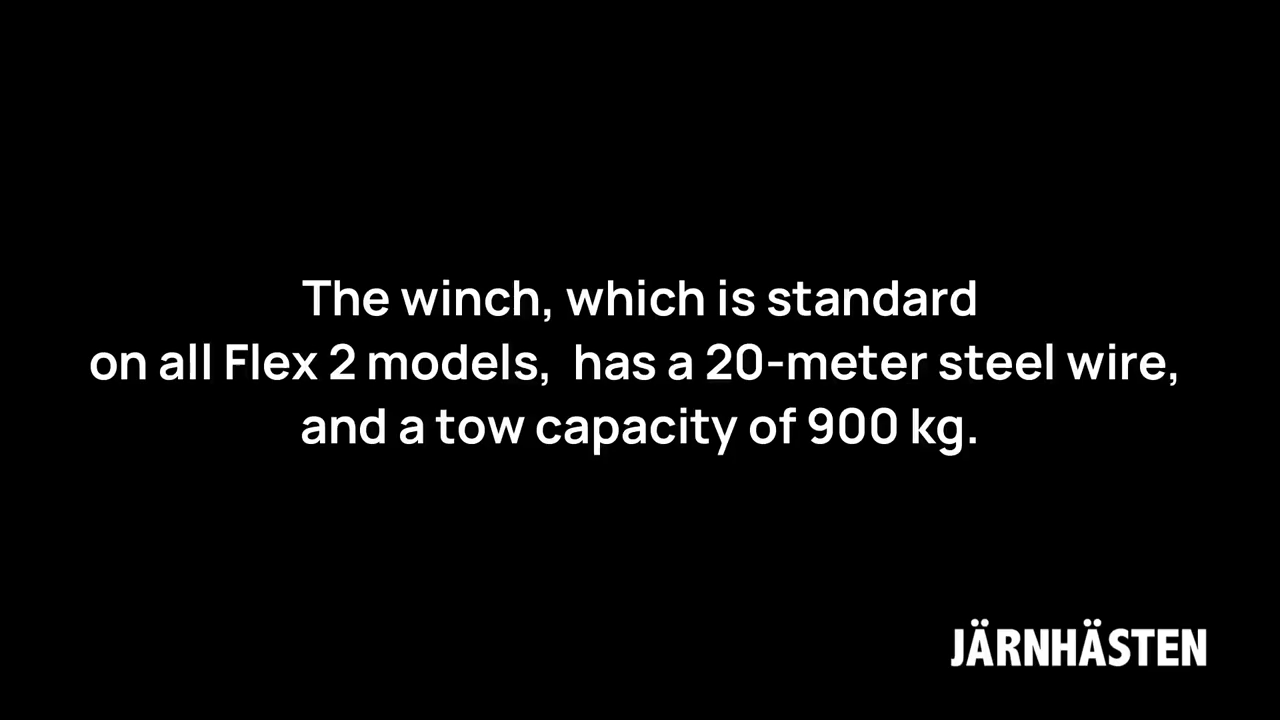 The winch, which is standard
on all Flex 2 models,  has a 20-meter steel wire,
and a tow capacity of 900 kg.
JÄRNHÄSTEN